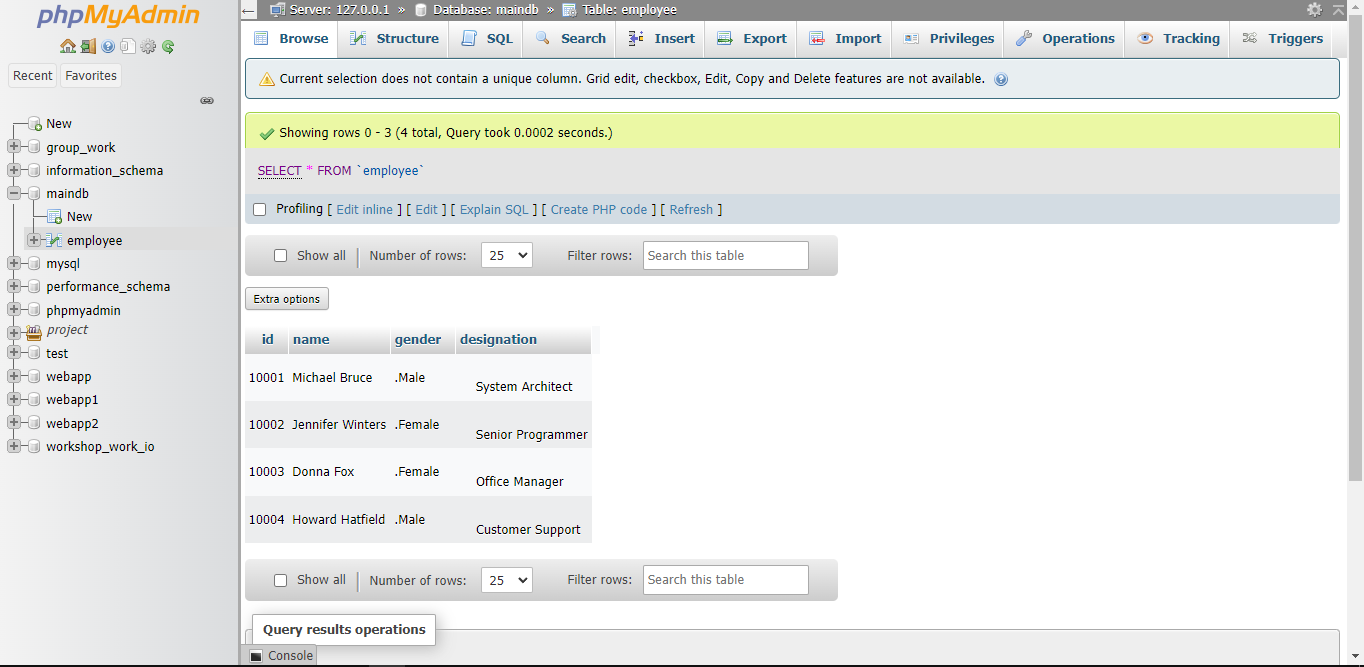 phpMyAdmin
Recent Favorites
New
group_work
information_schema
maindb
New
employee
mysql
performance_schema
phpmyadmin
project
test
webapp
webapp1
webapp2
workshop_work_io
Server: 127.0.0.1 » Database: maindb » Table: employee
Browse Structure SQL Search Insert Export Import Privileges Operations Tracking Triggers
Current selection does not contain a unique column. Grid edit, checkbox, Edit, Copy and Delete features are not available.
Showing rows 0 - 3 (4 total, Query took 0.0002 seconds.)
SELECT * FROM `employee`
Profiling [ Edit inline ] [ Edit ] [ Explain SQL ] [ Create PHP code ] [ Refresh ]
Show all | Number of rows: 25 Filter rows: Search this table
Extra options
id name gender designation
10001 Michael Bruce .Male System Architect
10002 Jennifer Winters .Female Senior Programmer
10003 Donna Fox .Female Office Manager
10004 Howard Hatfield .Male Customer Support
Show all | Number of rows: 25 Filter rows: Search this table
Query results operations
Console